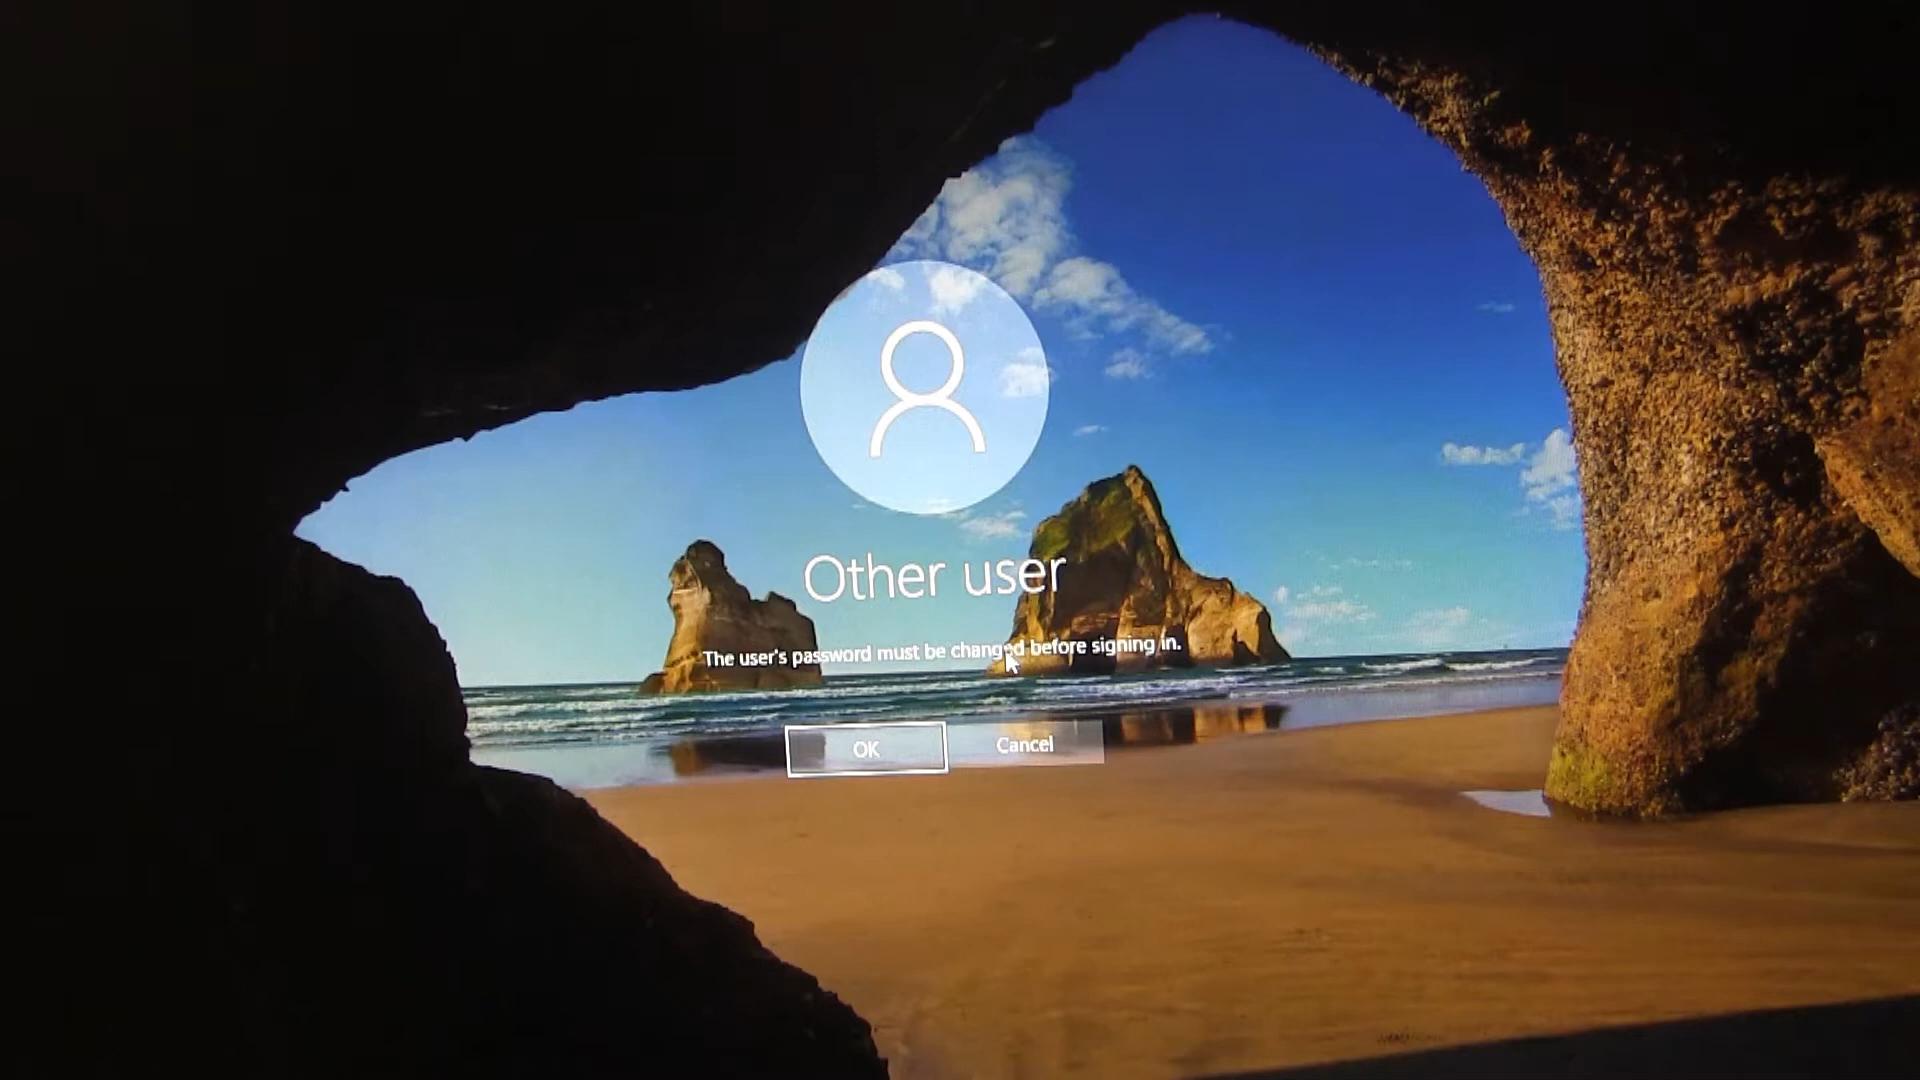 Other user
The user's password must be changed before signing in.
OK
Cancel